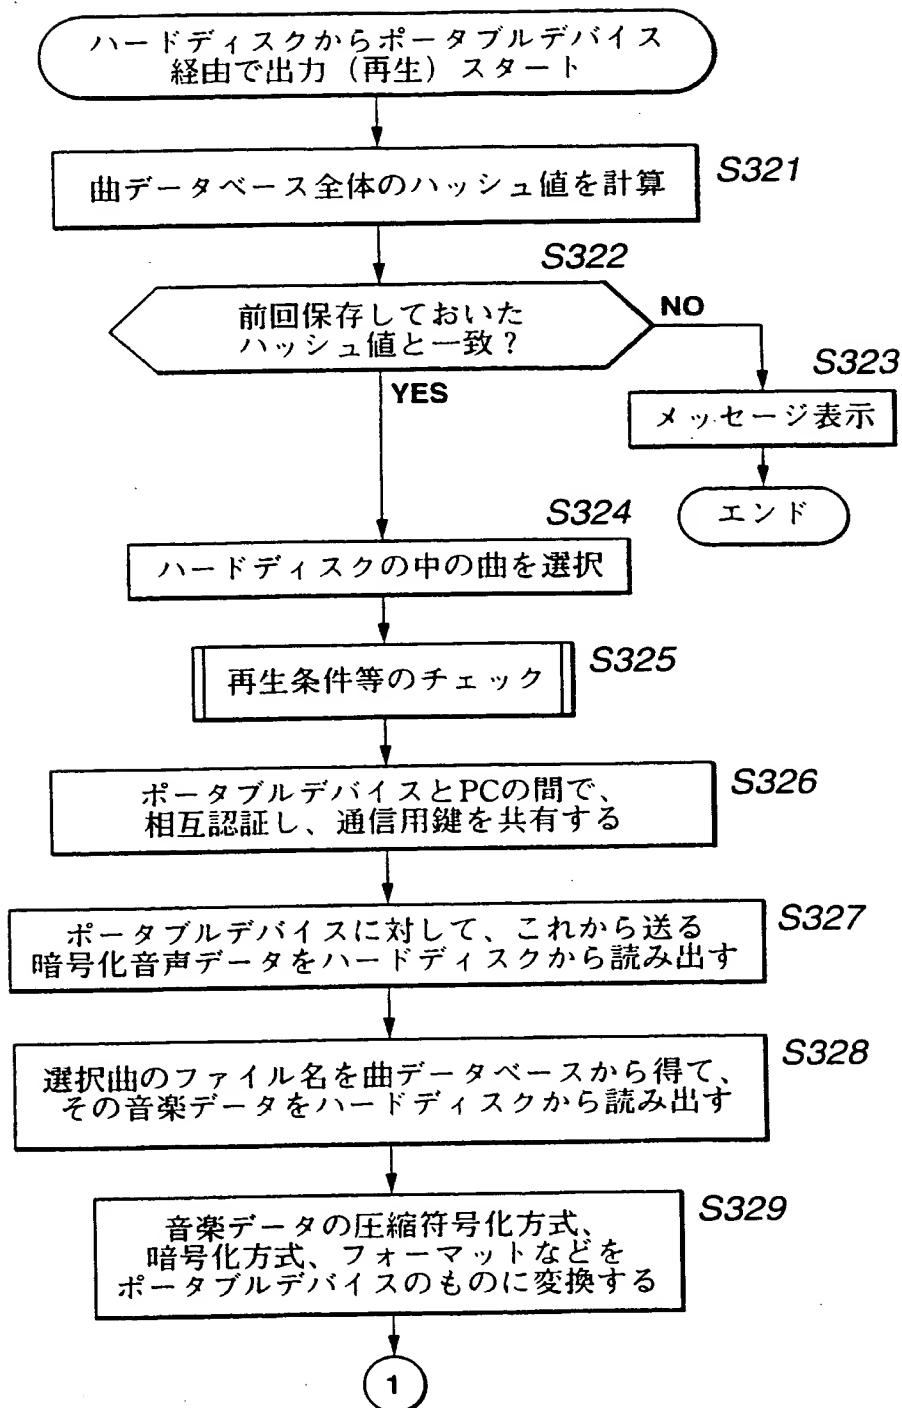 ハードディスクからポータブルデバイス
経由で出力（再生）スタート
曲データベース全体のハッシュ値を計算
S321
S322
前回保存しておいた
ハッシュ値と一致？
NO
YES
S323
メッセージ表示
エンド
S324
ハードディスクの中の曲を選択
再生条件等のチェック
S325
ポータブルデバイスとPCの間で、
相互認証し、通信用鍵を共有する
S326
ポータブルデバイスに対して、これから送る
暗号化音声データをハードディスクから読み出す
S327
選択曲のファイル名を曲データベースから得て、
その音楽データをハードディスクから読み出す
S328
音楽データの圧縮符号化方式、
暗号化方式、フォーマットなどを
ポータブルデバイスのものに変換する
S329
1